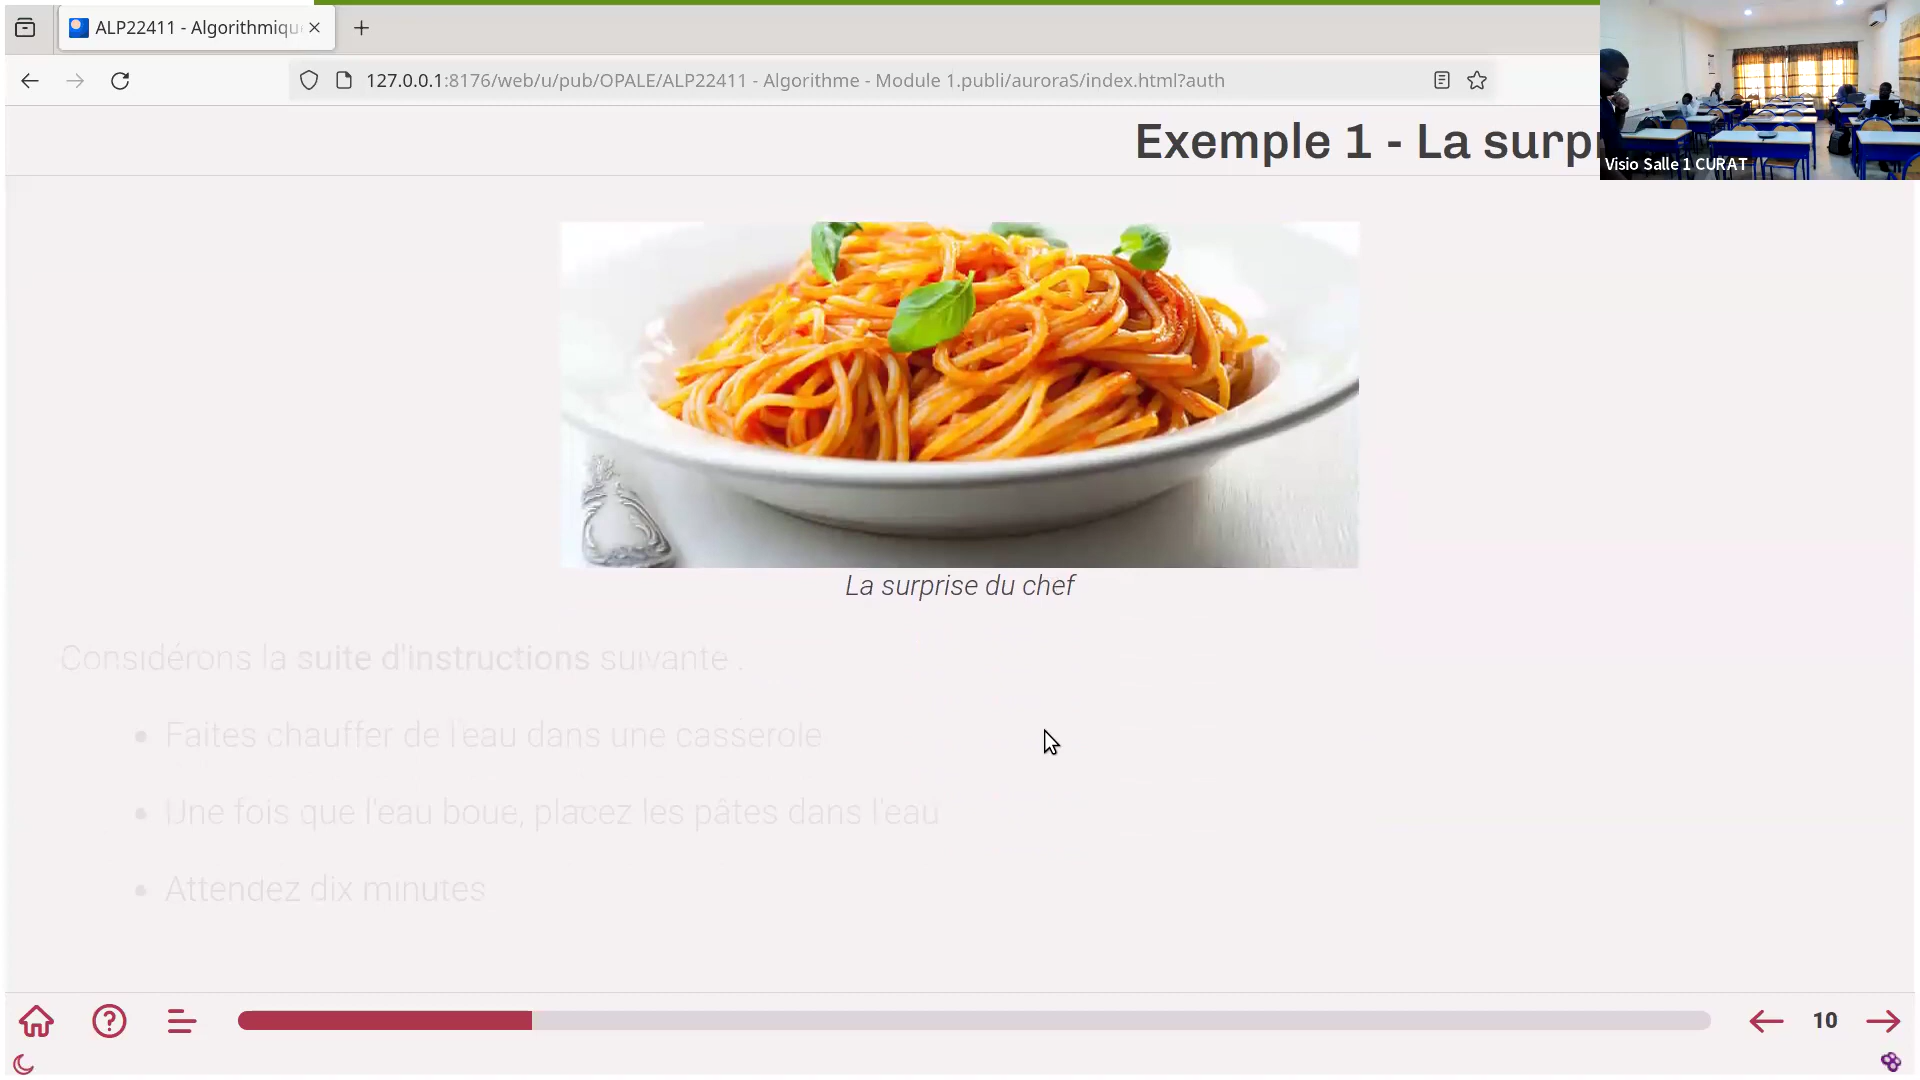 ALP22411 - Algorithmiqu
127.0.0.1:8176/web/u/pub/OPALE/ALP22411 - Algorithme - Module 1.publi/auroraS/index.html?auth
Exemple 1 - La surp
Visio Salle 1 CURAT
La surprise du chef
Considérons la suite d'instructions suivante :
• Faites chauffer de l'eau dans une casserole
• Une fois que l'eau boue, placez les pâtes dans l'eau
• Attendez dix minutes
10